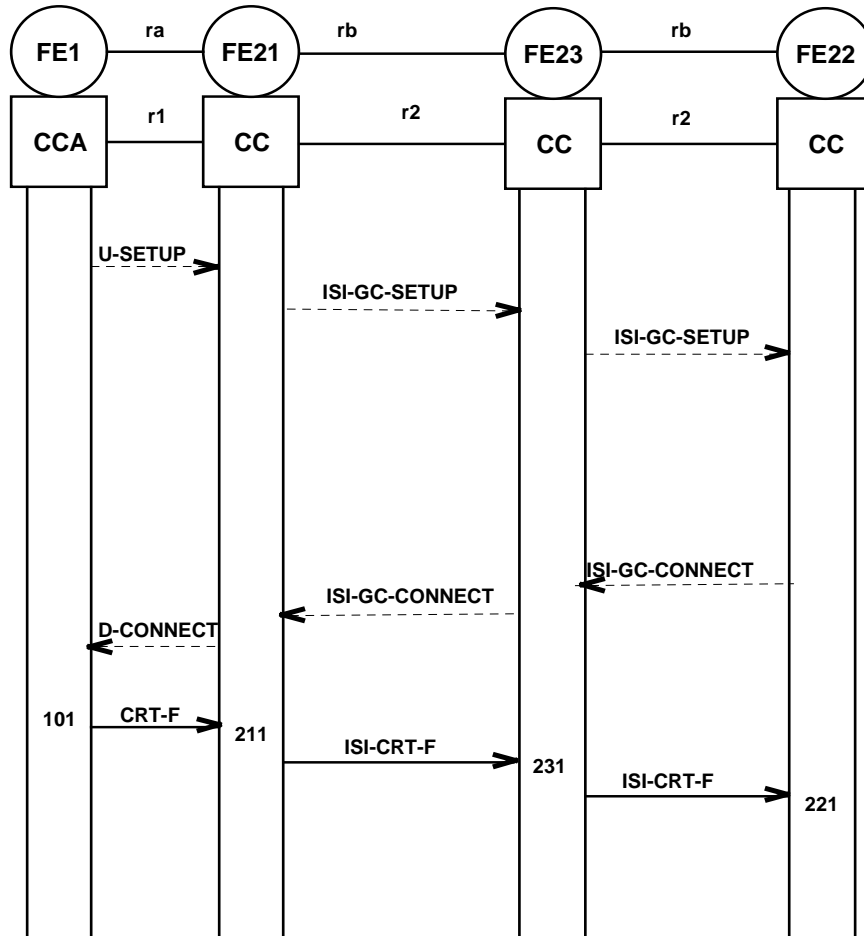 FE1 ra FE21 rb FE23 rb FE22
CCA r1 CC r2 CC r2 CC
U-SETUP
ISI-GC-SETUP
ISI-GC-SETUP
ISI-GC-CONNECT
ISI-GC-CONNECT
D-CONNECT
101 CRT-F 211 ISI-CRT-F 231 ISI-CRT-F 221